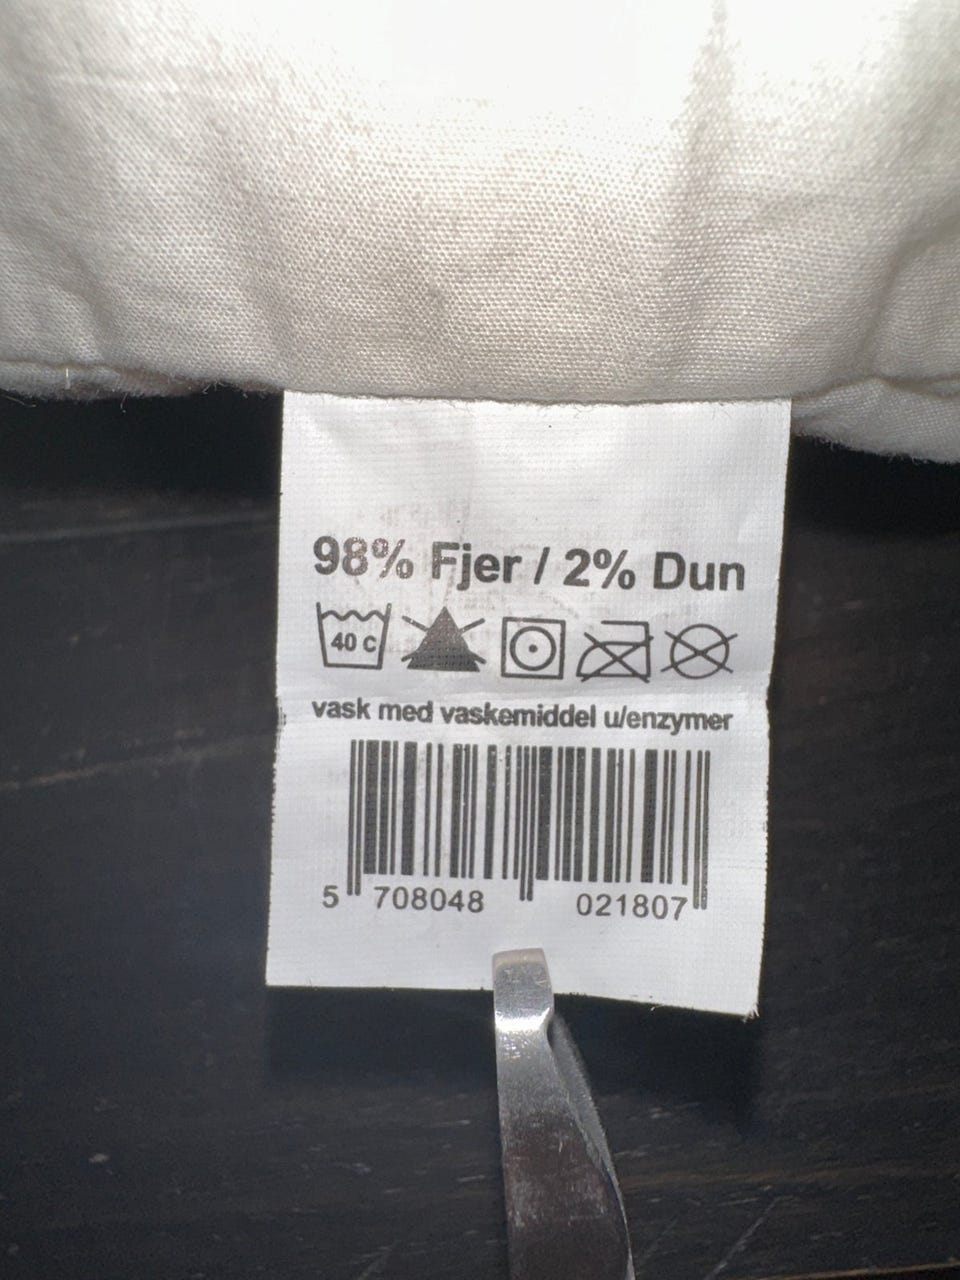 98% Fjer / 2% Dun
40 C
vask med vaskemiddel u/enzymer
5 708048 021807